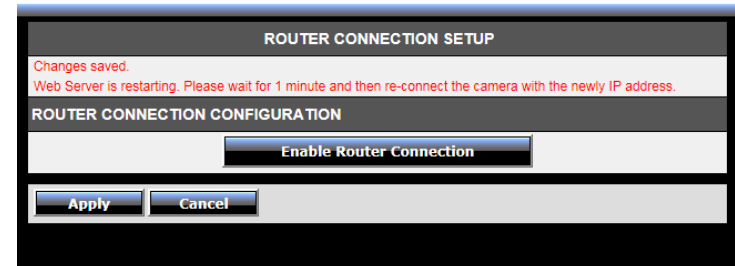 ROUTER CONNECTION SETUP
Changes saved.
Web Server is restarting. Please wait for 1 minute and then re-connect the camera with the newly IP address.
ROUTER CONNECTION CONFIGURATION
Enable Router Connection
Apply Cancel